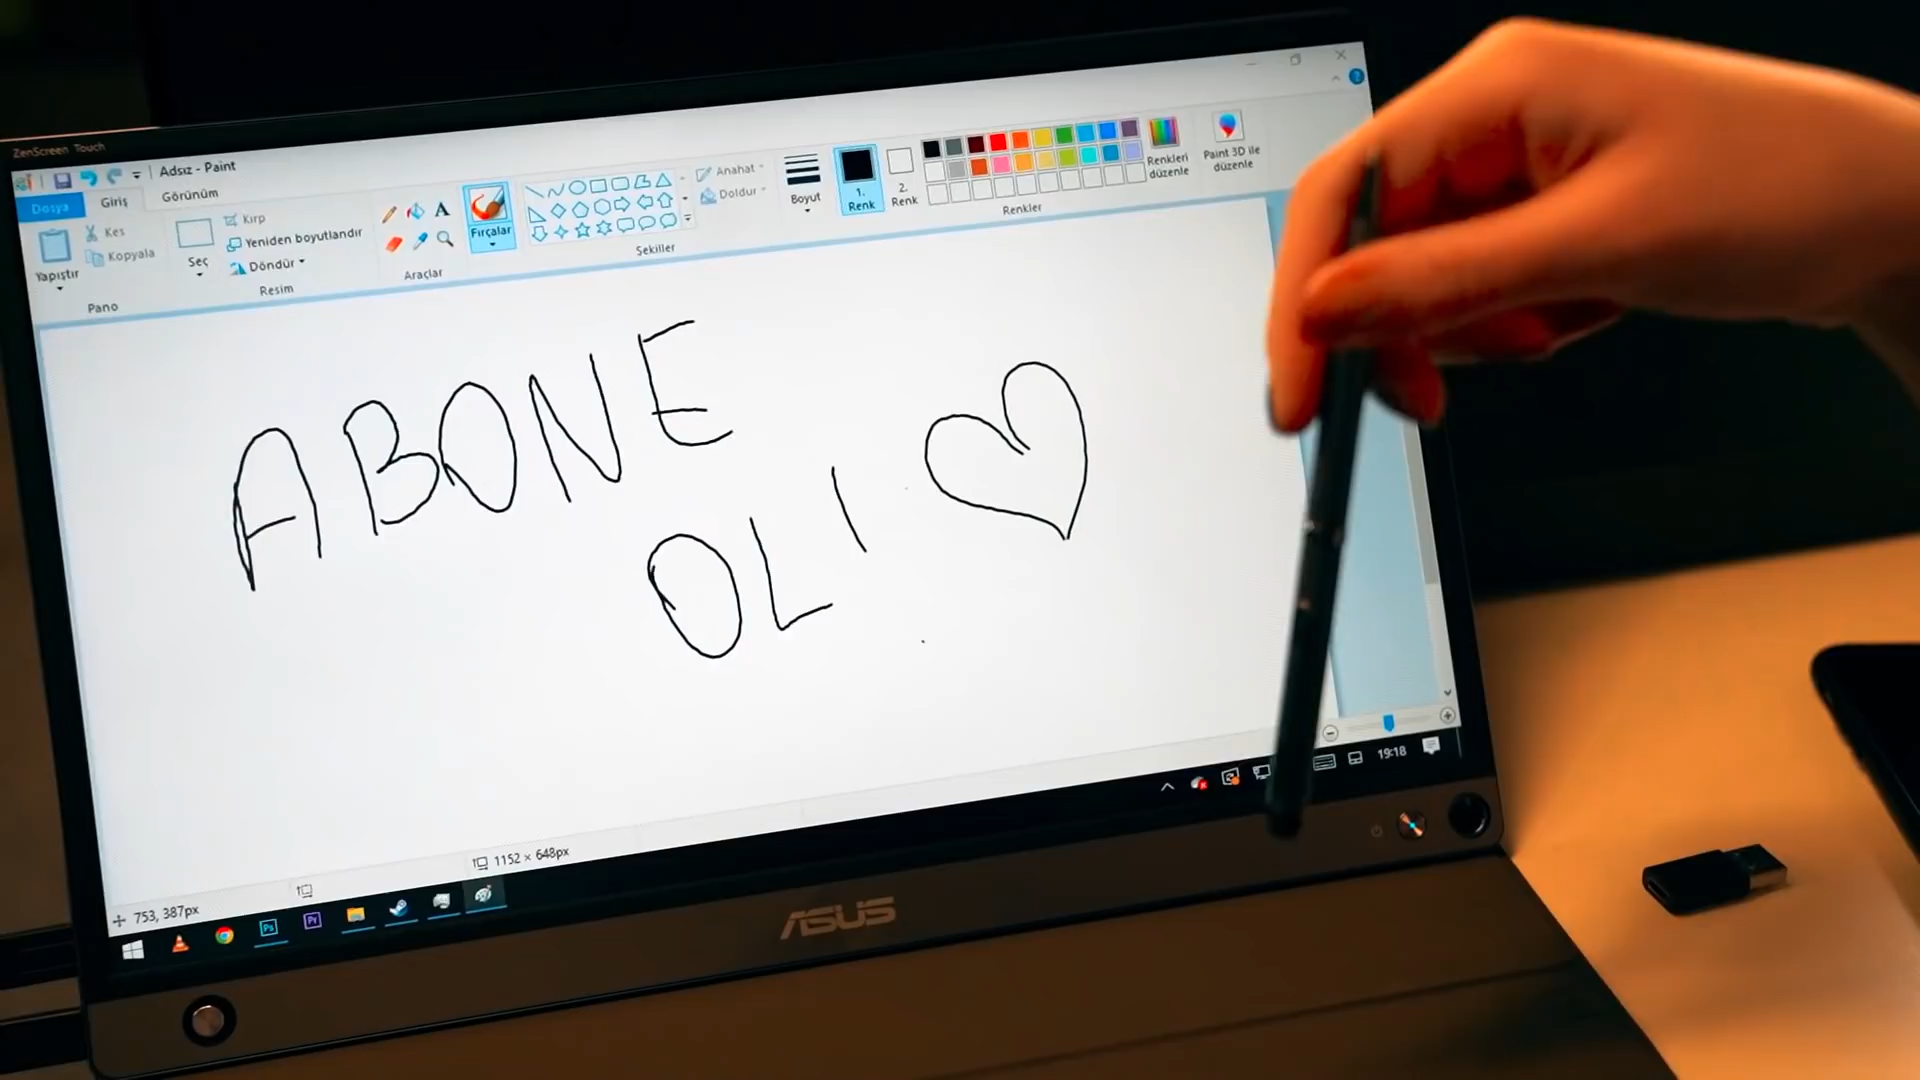 ZenScreen Touch
Adsız - Paint
Dosya
Giriş
Görünüm
Yapıştır
Kes
Kopyala
Pano
Seç
Kırp
Yeniden boyutlandır
Döndür
Resim
A
Araçlar
Fırçalar
Şekiller
Anahat
Doldur
Boyut
1.
Renk
2.
Renk
Renkleri
düzenle
Renkler
Paint 3D ile
düzenle
?
ABONE
OL!
753, 387px
1152 × 648px
Ps
Pr
19:18
ASUS